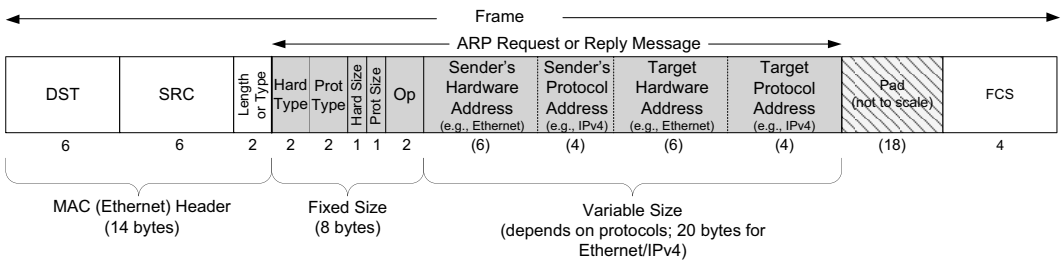 Frame
ARP Request or Reply Message
DST
SRC
Length
or Type
Hard
Type
Prot
Type
Hard Size
Prot Size
Op
Sender's
Hardware
Address
(e.g., Ethernet)
Sender's
Protocol
Address
(e.g., IPv4)
Target
Hardware
Address
(e.g., Ethernet)
Target
Protocol
Address
(e.g., IPv4)
Pad
(not to scale)
FCS
6
6
2
2
2
1
1
2
(6)
(4)
(6)
(4)
(18)
4
MAC (Ethernet) Header
(14 bytes)
Fixed Size
(8 bytes)
Variable Size
(depends on protocols; 20 bytes for
Ethernet/IPv4)